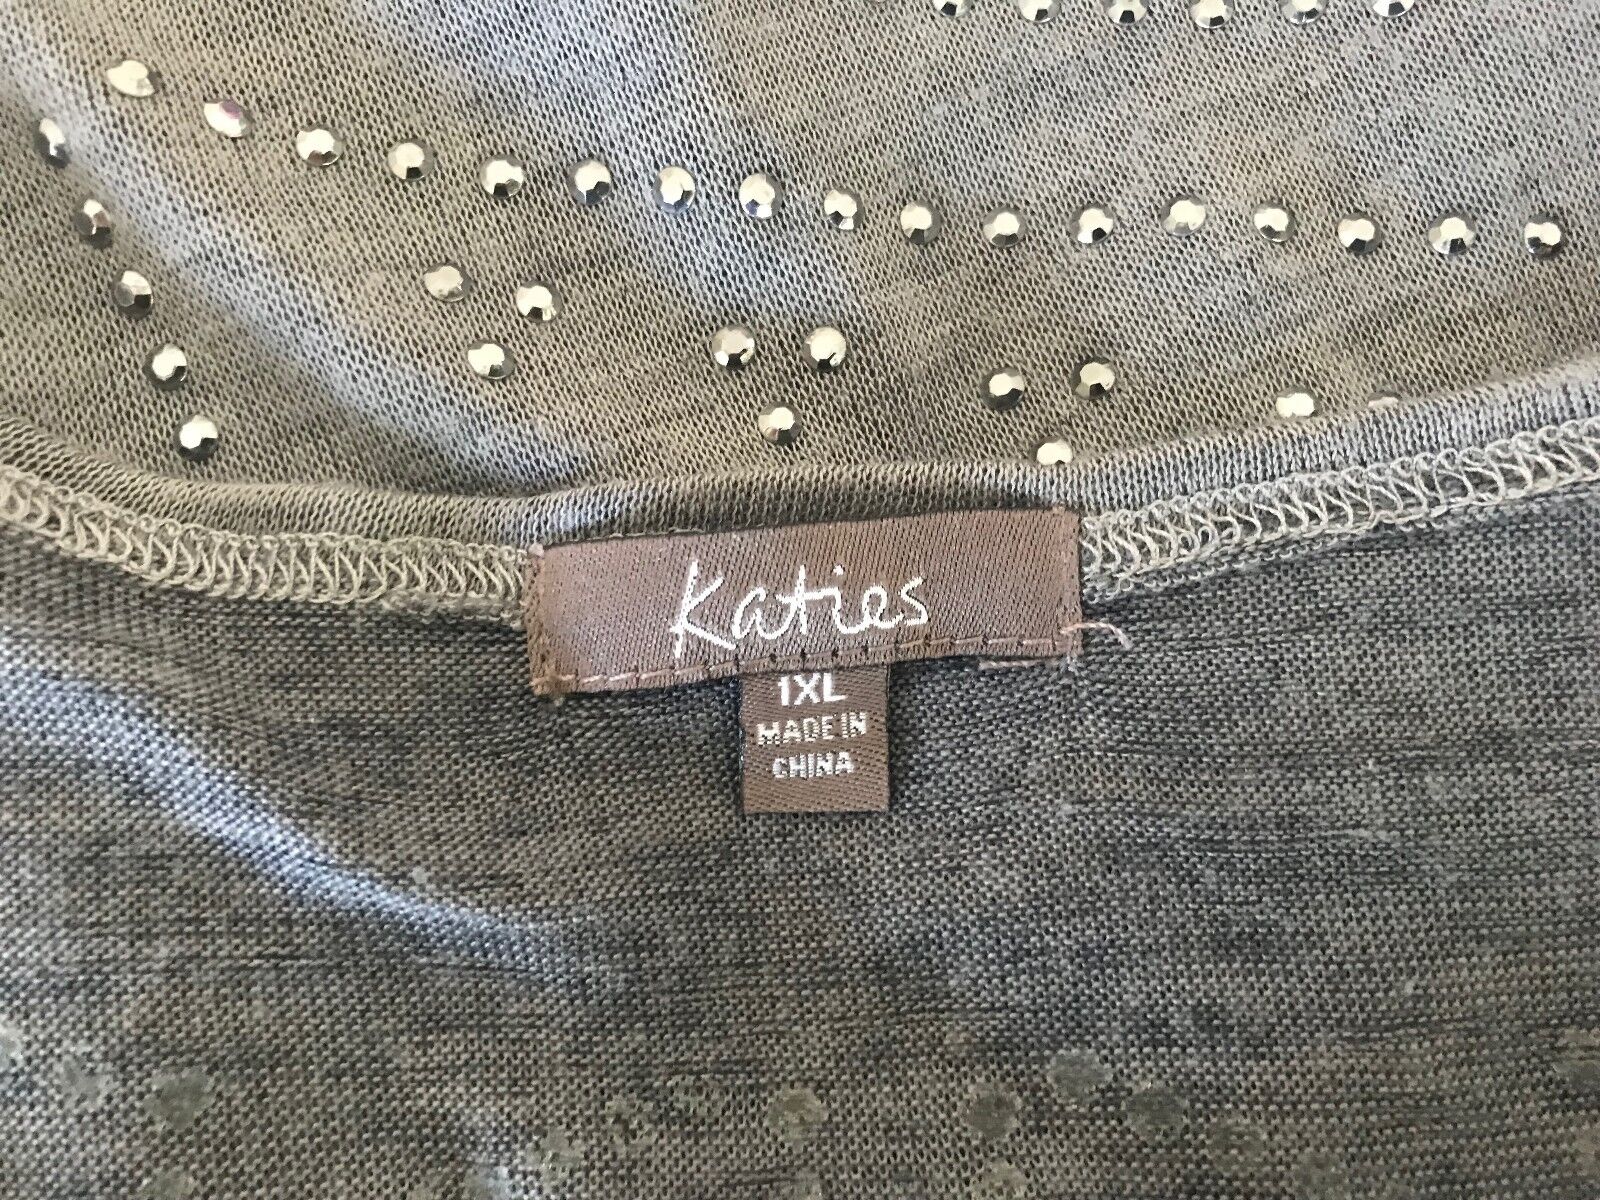 Katies
1XL
MADE IN
CHINA